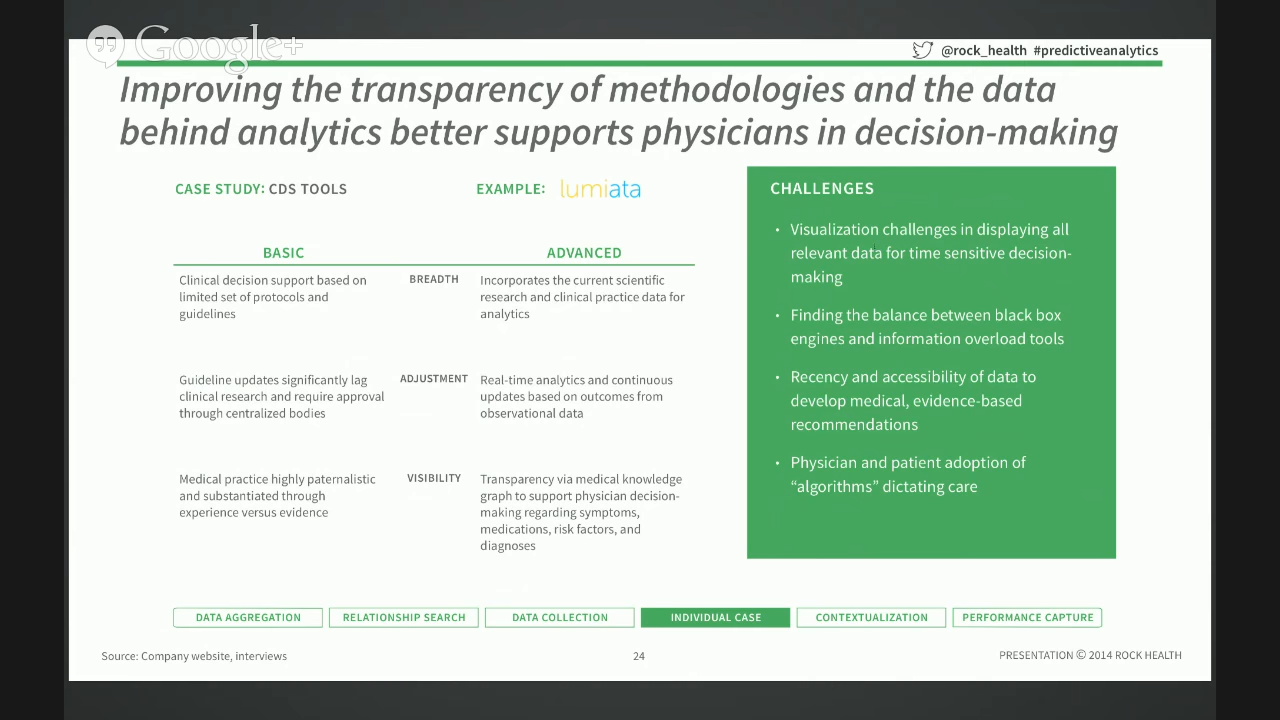 Google+
@rock_health #predictiveanalytics
Improving the transparency of methodologies and the data
behind analytics better supports physicians in decision-making
CASE STUDY: CDS TOOLS
EXAMPLE: lumiata
BASIC
ADVANCED
Clinical decision support based on
limited set of protocols and
guidelines
BREADTH
Incorporates the current scientific
research and clinical practice data for
analytics
Guideline updates significantly lag
clinical research and require approval
through centralized bodies
ADJUSTMENT
Real-time analytics and continuous
updates based on outcomes from
observational data
Medical practice highly paternalistic
and substantiated through
experience versus evidence
VISIBILITY
Transparency via medical knowledge
graph to support physician decision-
making regarding symptoms,
medications, risk factors, and
diagnoses
CHALLENGES
• Visualization challenges in displaying all
relevant data for time sensitive decision-
making
• Finding the balance between black box
engines and information overload tools
• Recency and accessibility of data to
develop medical, evidence-based
recommendations
• Physician and patient adoption of
“algorithms” dictating care
DATA AGGREGATION
RELATIONSHIP SEARCH
DATA COLLECTION
INDIVIDUAL CASE
CONTEXTUALIZATION
PERFORMANCE CAPTURE
Source: Company website, interviews
24
PRESENTATION © 2014 ROCK HEALTH